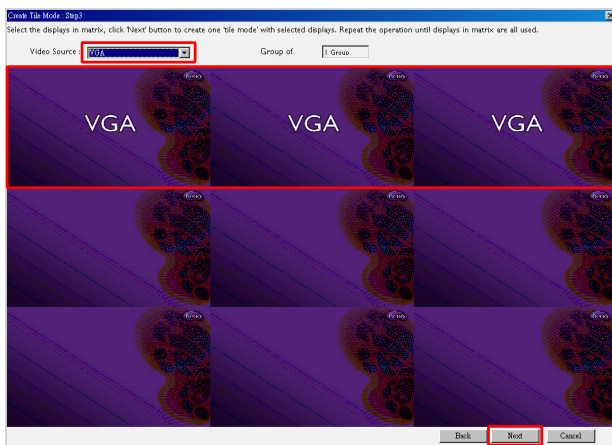 Create Tile Mode : Step3
Select the displays in matrix, click 'Next' button to create one 'tile mode' with selected displays. Repeat the operation until displays in matrix are all used.
Video Source : VGA Group of 1 Group
VGA VGA VGA
Back Next Cancel